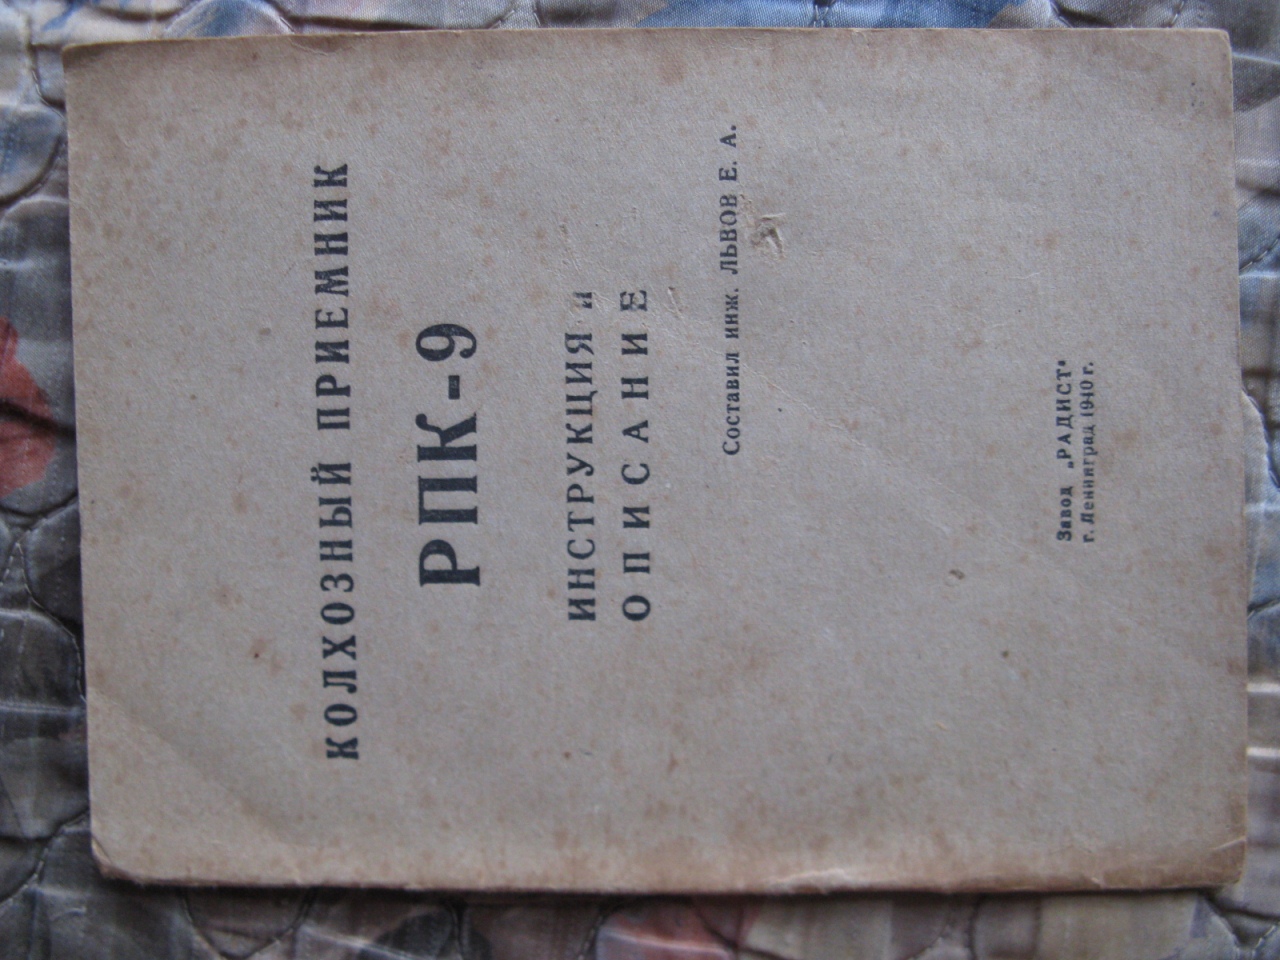 КОЛХОЗНЫЙ ПРИЕМНИК
РПК-9
ИНСТРУКЦИЯ и
ОПИСАНИЕ
Составил инж. ЛЬВОВ Е. А.
Завод „РАДИСТ“
г. Ленинград 1940 г.